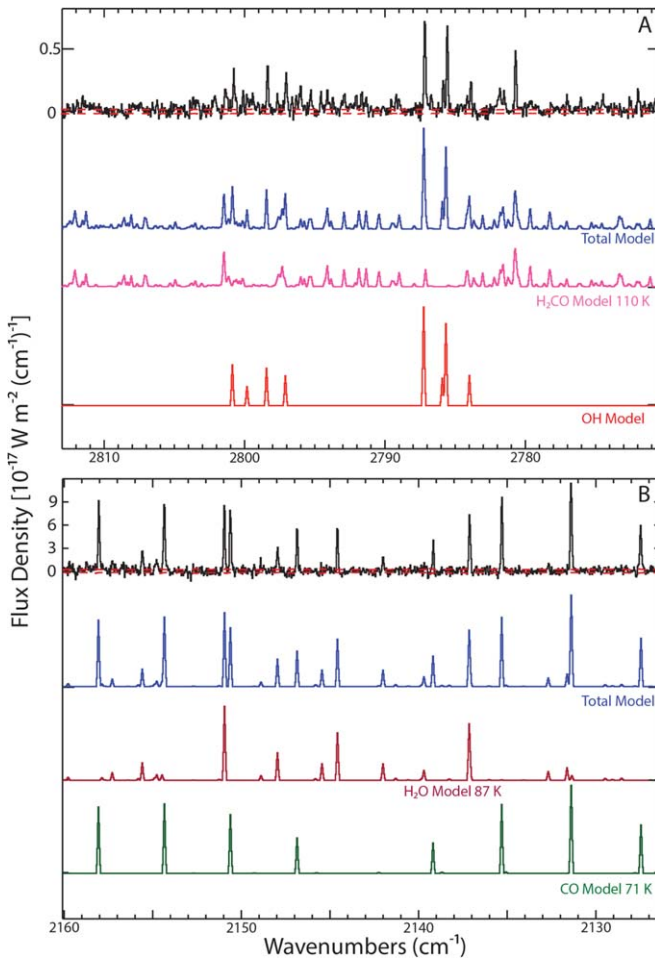 A
0.5
0
Total Model
H₂CO Model 110 K
OH Model
2810 2800 2790 2780
Flux Density [10⁻¹⁷ W m⁻² (cm⁻¹)⁻¹]
B
9
6
3
0
Total Model
H₂O Model 87 K
CO Model 71 K
2160 2150 2140 2130
Wavenumbers (cm⁻¹)